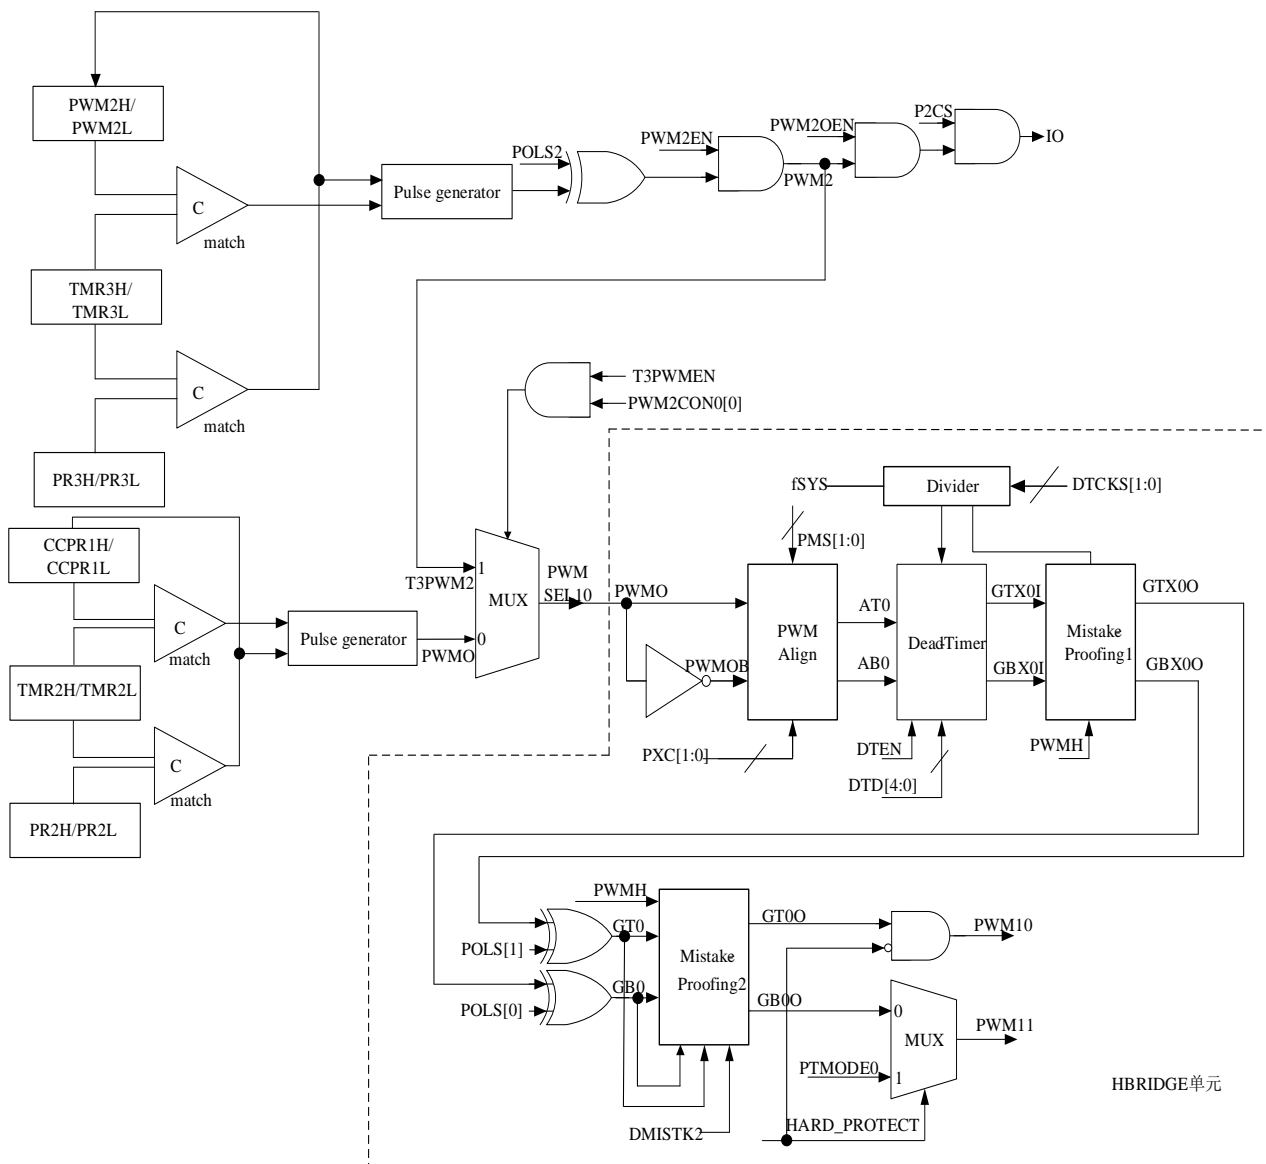 PWM2H/
PWM2L
C
match
TMR3H/
TMR3L
C
match
PR3H/PR3L
Pulse generator
POLS2
PWM2EN
PWM2
PWM2OEN
P2CS
IO
T3PWMEN
PWM2CON0[0]
CCPR1H/
CCPR1L
C
match
TMR2H/TMR2L
C
match
PR2H/PR2L
Pulse generator
PWMO
T3PWM2
1
MUX
0
PWM
SEL10
PWMO
PWMOB
fSYS
Divider
DTCKS[1:0]
PMS[1:0]
PWM
Align
PXC[1:0]
AT0
AB0
DeadTimer
DTEN
DTD[4:0]
GTX0I
GBX0I
Mistake
Proofing1
PWMH
GTX0O
GBX0O
PWMH
POLS[1]
GT0
POLS[0]
GB0
Mistake
Proofing2
DMISTK2
GT0O
GB0O
PWM10
0
MUX
1
PTMODE0
PWM11
HARD_PROTECT
HBRIDGE单元